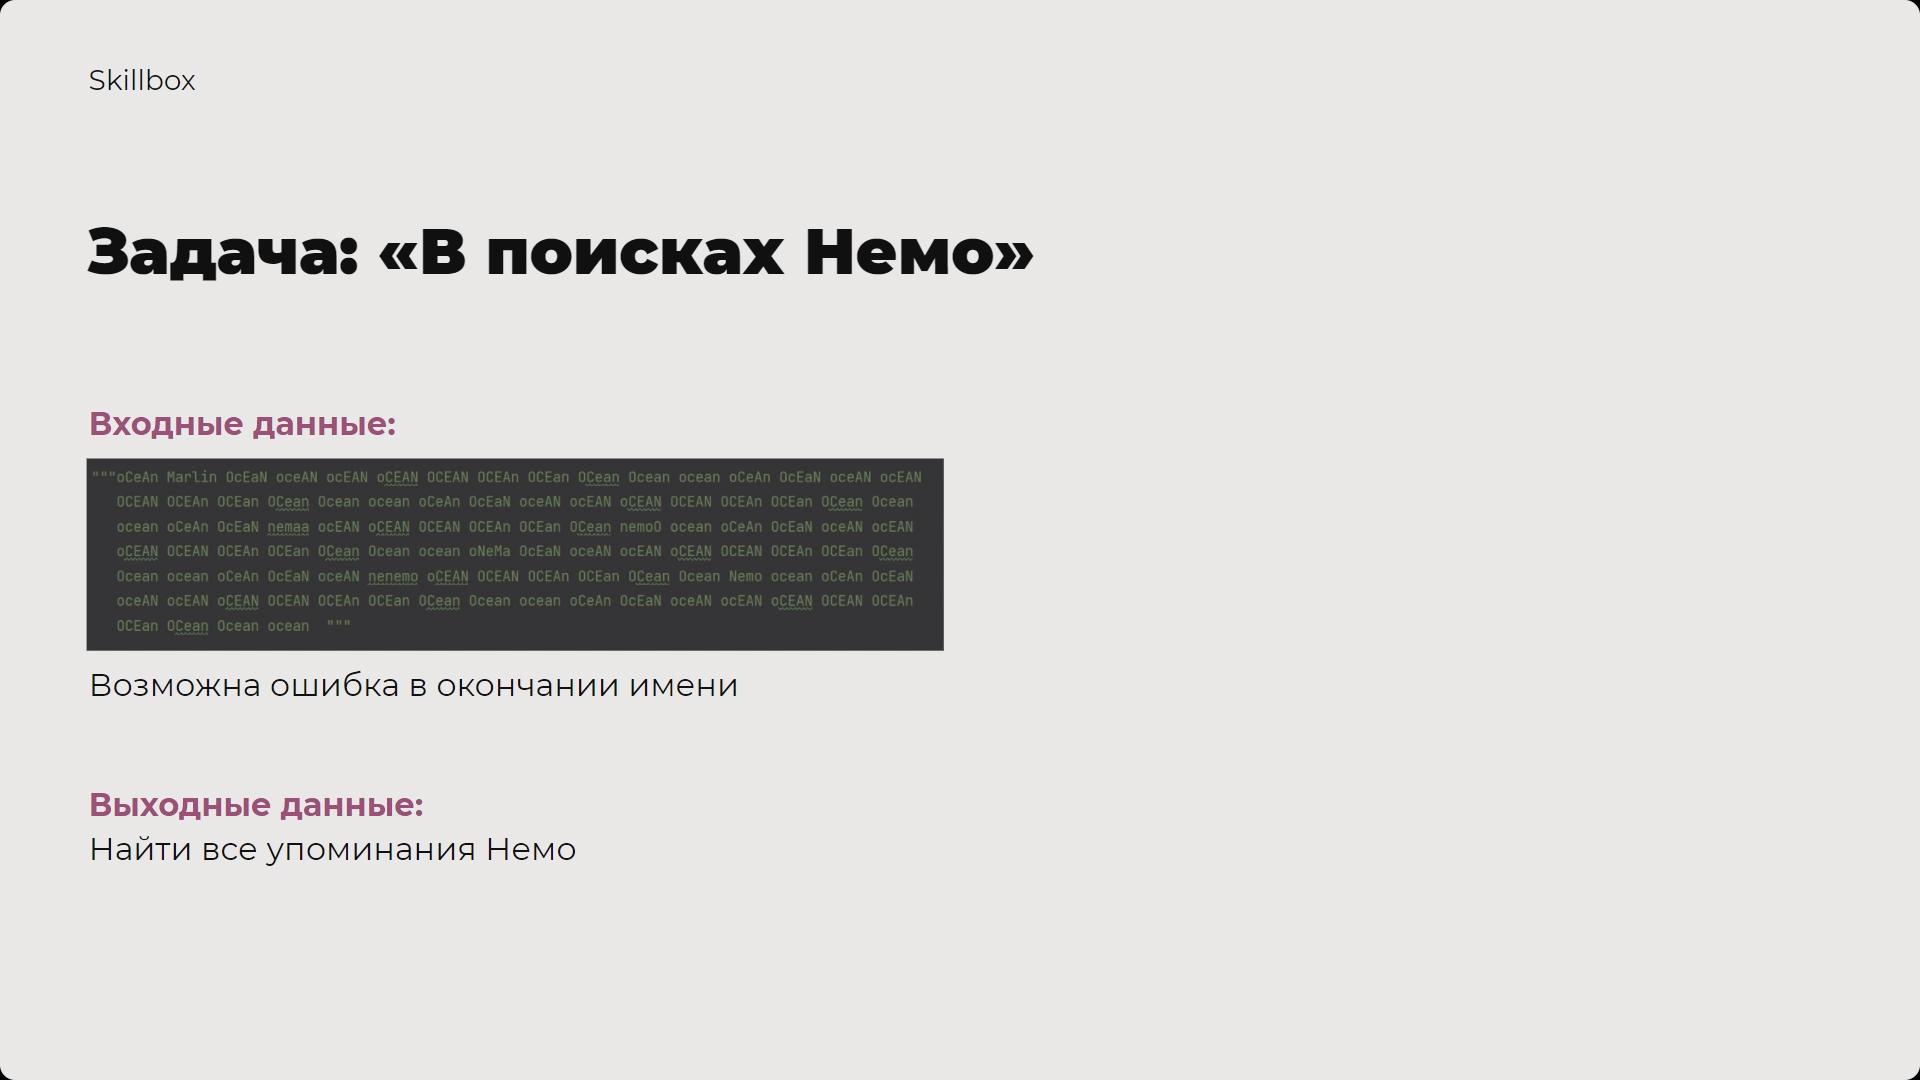 Skillbox
Задача: «В поисках Немо»
Входные данные:
"""oCeAn Marlin OcEaN oceAN ocEAN oCEAN OCEAN OCEAn OCEan OCean Ocean ocean oCeAn OcEaN oceAN ocEAN
OCEAN OCEAn OCEan OCean Ocean ocean oCeAn OcEaN oceAN ocEAN oCEAN OCEAN OCEAn OCEan OCean Ocean
ocean oCeAn OcEaN nemaa ocEAN oCEAN OCEAN OCEAn OCEan OCean nemoO ocean oCeAn OcEaN oceAN ocEAN
oCEAN OCEAN OCEAn OCEan OCean Ocean ocean oNeMa OcEaN oceAN ocEAN oCEAN OCEAN OCEAn OCEan OCean
Ocean ocean oCeAn OcEaN oceAN nenemo oCEAN OCEAN OCEAn OCEan OCean Ocean Nemo ocean oCeAn OcEaN
oceAN ocEAN oCEAN OCEAN OCEAn OCEan OCean Ocean ocean oCeAn OcEaN oceAN ocEAN oCEAN OCEAN OCEAn
OCEan OCean Ocean ocean  """
Возможна ошибка в окончании имени
Выходные данные:
Найти все упоминания Немо